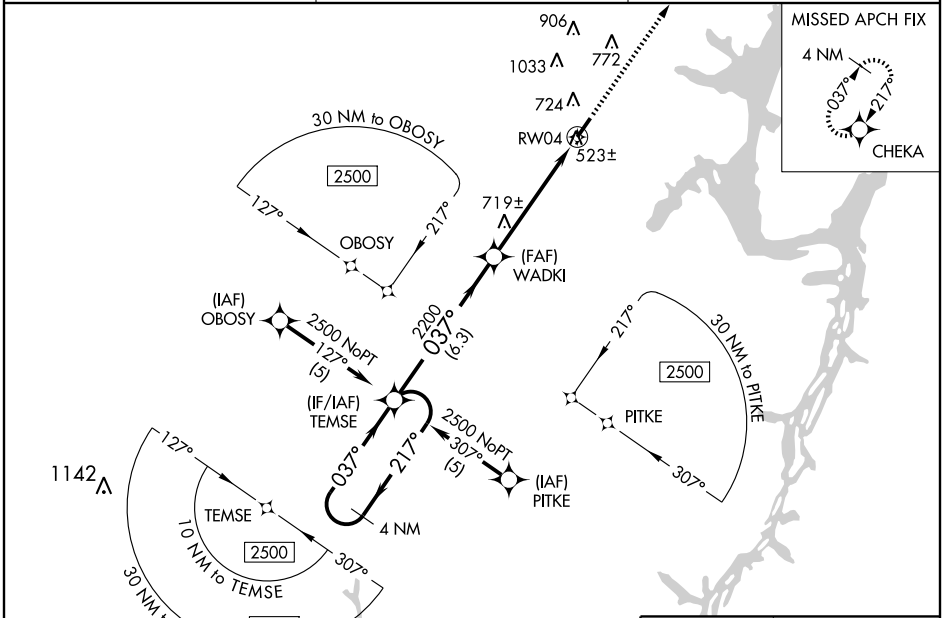 MISSED APCH FIX
4 NM
037°
217°
CHEKA
906
772
1033
724
RW04
523±
30 NM to OBOSY
2500
127°
217°
OBOSY
719±
(FAF)
WADKI
(IAF)
OBOSY
2500 NoPT
127°
(5)
2200
037°
(6.3)
(IF/IAF)
TEMSE
217°
30 NM to PITKE
2500
PITKE
307°
2500 NoPT
307°
(5)
(IAF)
PITKE
037°
217°
4 NM
1142
127°
TEMSE
2500
307°
10 NM to TEMSE
30 NM